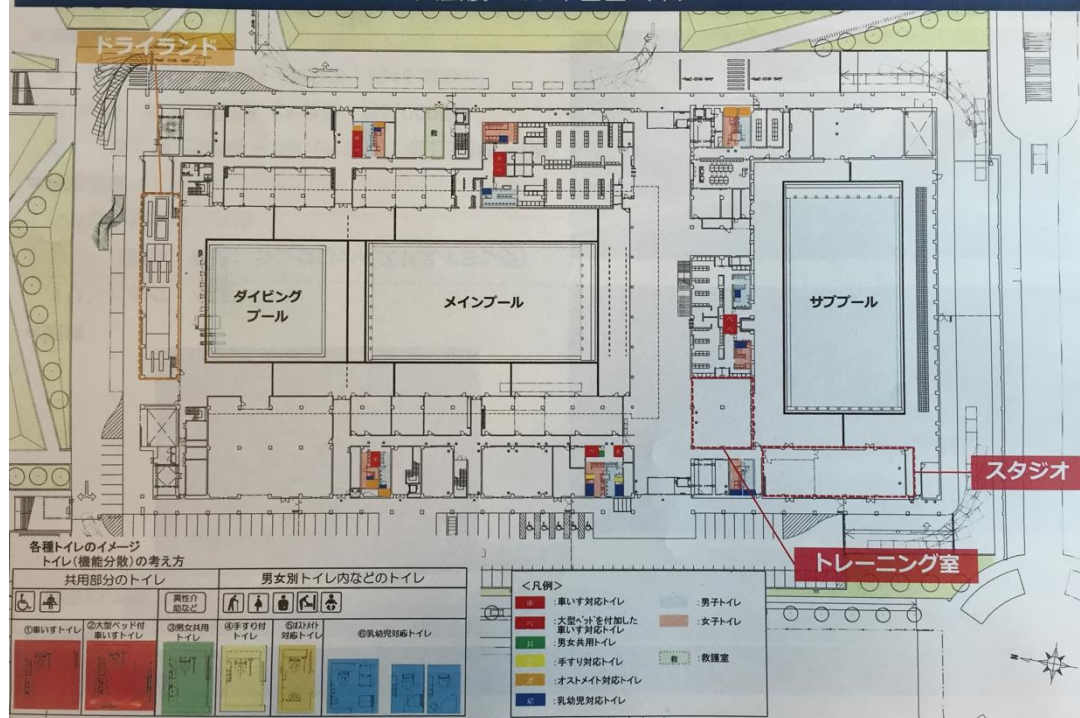 ドライランド
救
ダイビング
プール
メインプール
サブプール
スタジオ
トレーニング室
各種トイレのイメージ
トイレ(機能分散)の考え方
共用部分のトイレ
男女別トイレ内などのトイレ
異性介
助など
①車いすトイレ
②大型ベッド付
車いすトイレ
③男女共用
トイレ
④手すり付
トイレ
⑤オストメイト
対応トイレ
⑥乳幼児対応トイレ
<凡例>
車 :車いす対応トイレ
ベ :大型ベッドを付加した
車いす対応トイレ
共 :男女共用トイレ
:手すり対応トイレ
オ :オストメイト対応トイレ
幼 :乳幼児対応トイレ
:男子トイレ
:女子トイレ
救 :救護室
N